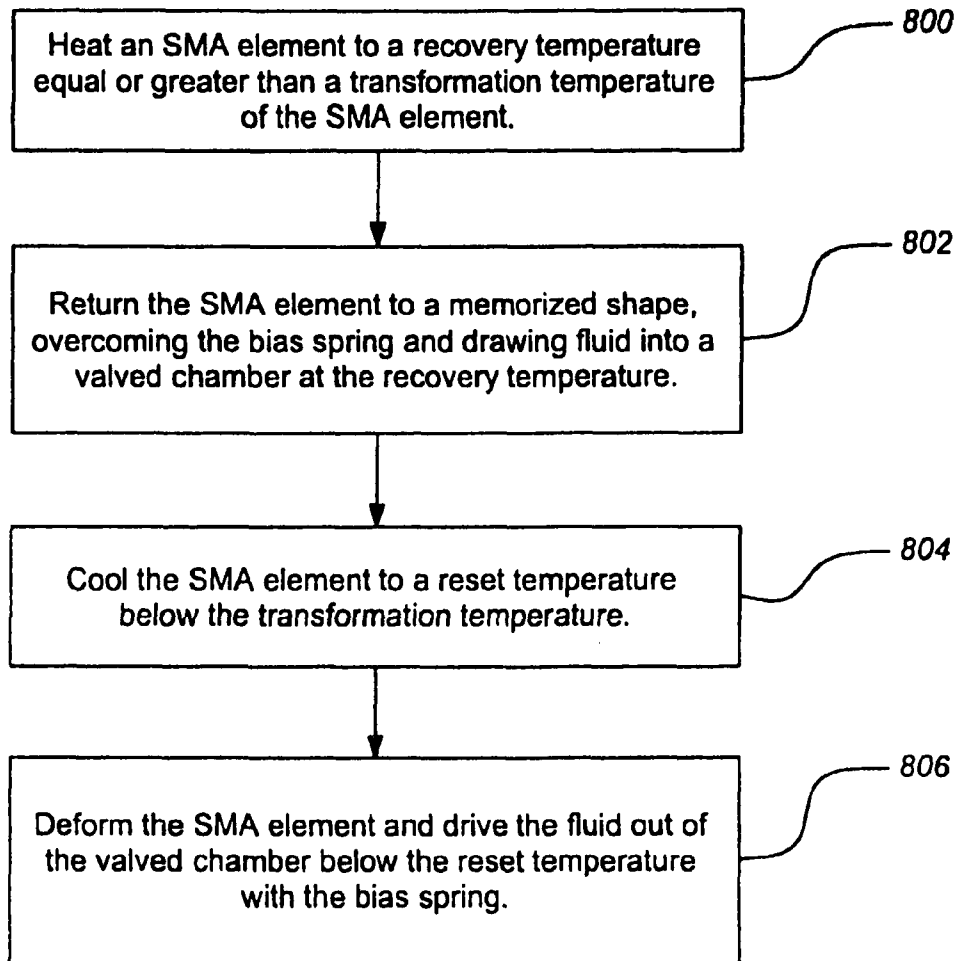 Heat an SMA element to a recovery temperature
equal or greater than a transformation temperature
of the SMA element.
800
Return the SMA element to a memorized shape,
overcoming the bias spring and drawing fluid into a
valved chamber at the recovery temperature.
802
Cool the SMA element to a reset temperature
below the transformation temperature.
804
Deform the SMA element and drive the fluid out of
the valved chamber below the reset temperature
with the bias spring.
806